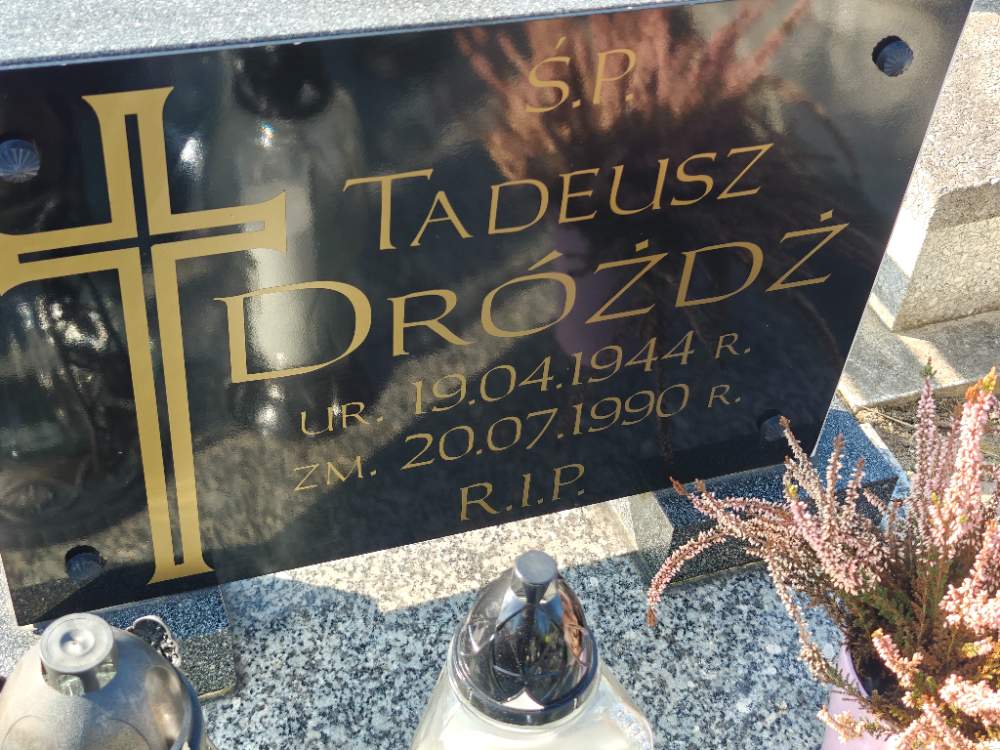 Ś.P.
TADEUSZ
DRÓŻDŻ
UR. 19.04.1944 R.
ZM. 20.07.1990 R.
R.I.P.